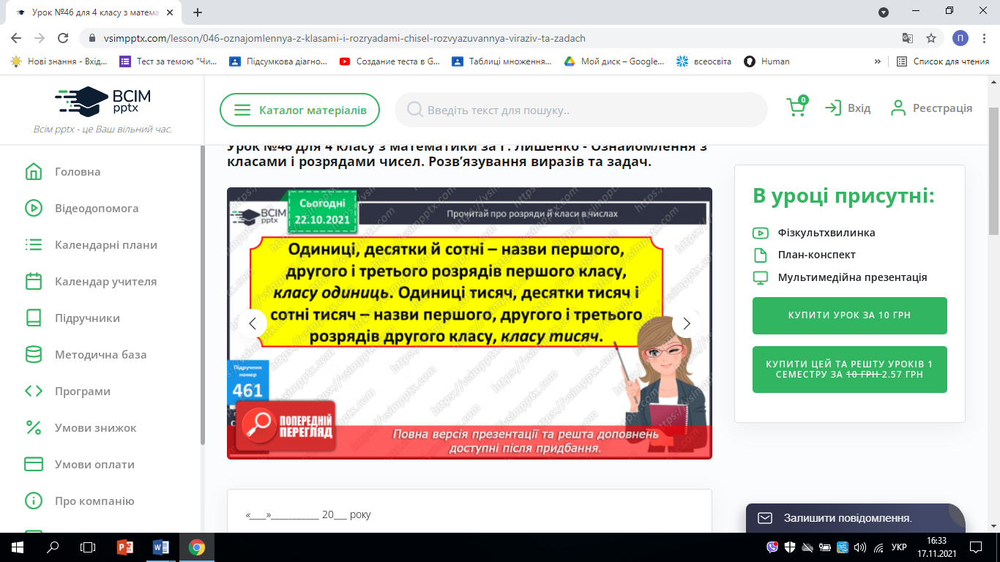 Урок №46 для 4 класу з матема
vsimpptx.com/lesson/046-oznajomlennya-z-klasami-i-rozryadami-chisel-rozvyazuvannya-viraziv-ta-zadach
П
Нові знання - Вхід...
Тест за темою "Чи...
Підсумкова діагно...
Создание теста в G...
Таблиці множення...
Мой диск – Google...
всеосвіта
Human
»
Список для чтения
ВСІМ
pptx
Всім pptx - це Ваш вільний час.
Каталог матеріалів
Введіть текст для пошуку..
0
Вхід
Реєстрація
Головна
Відеодопомога
Календарні плани
Календар учителя
Підручники
Методична база
Програми
Умови знижок
Умови оплати
Про компанію
Урок №46 для 4 класу з математики за Г. Лишенко - Ознайомлення з
класами і розрядами чисел. Розв’язування виразів та задач.
ВСІМ
pptx
Сьогодні
22.10.2021
Прочитай про розряди й класи в числах
Одиниці, десятки й сотні – назви першого,
другого і третього розрядів першого класу,
класу одиниць. Одиниці тисяч, десятки тисяч і
сотні тисяч – назви першого, другого і третього
розрядів другого класу, класу тисяч.
Підручник
номер
461
ПОПЕРЕДНІЙ
ПЕРЕГЛЯД
Повна версія презентації та решта доповнень
доступні після придбання.
https://vsimpptx.com
В уроці присутні:
Фізкультхвилинка
План-конспект
Мультимедійна презентація
КУПИТИ УРОК ЗА 10 ГРН
КУПИТИ ЦЕЙ ТА РЕШТУ УРОКІВ 1
СЕМЕСТРУ ЗА 10 ГРН 2.57 ГРН
«___»__________ 20___ року
Залишити повідомлення.
УКР
16:33
17.11.2021